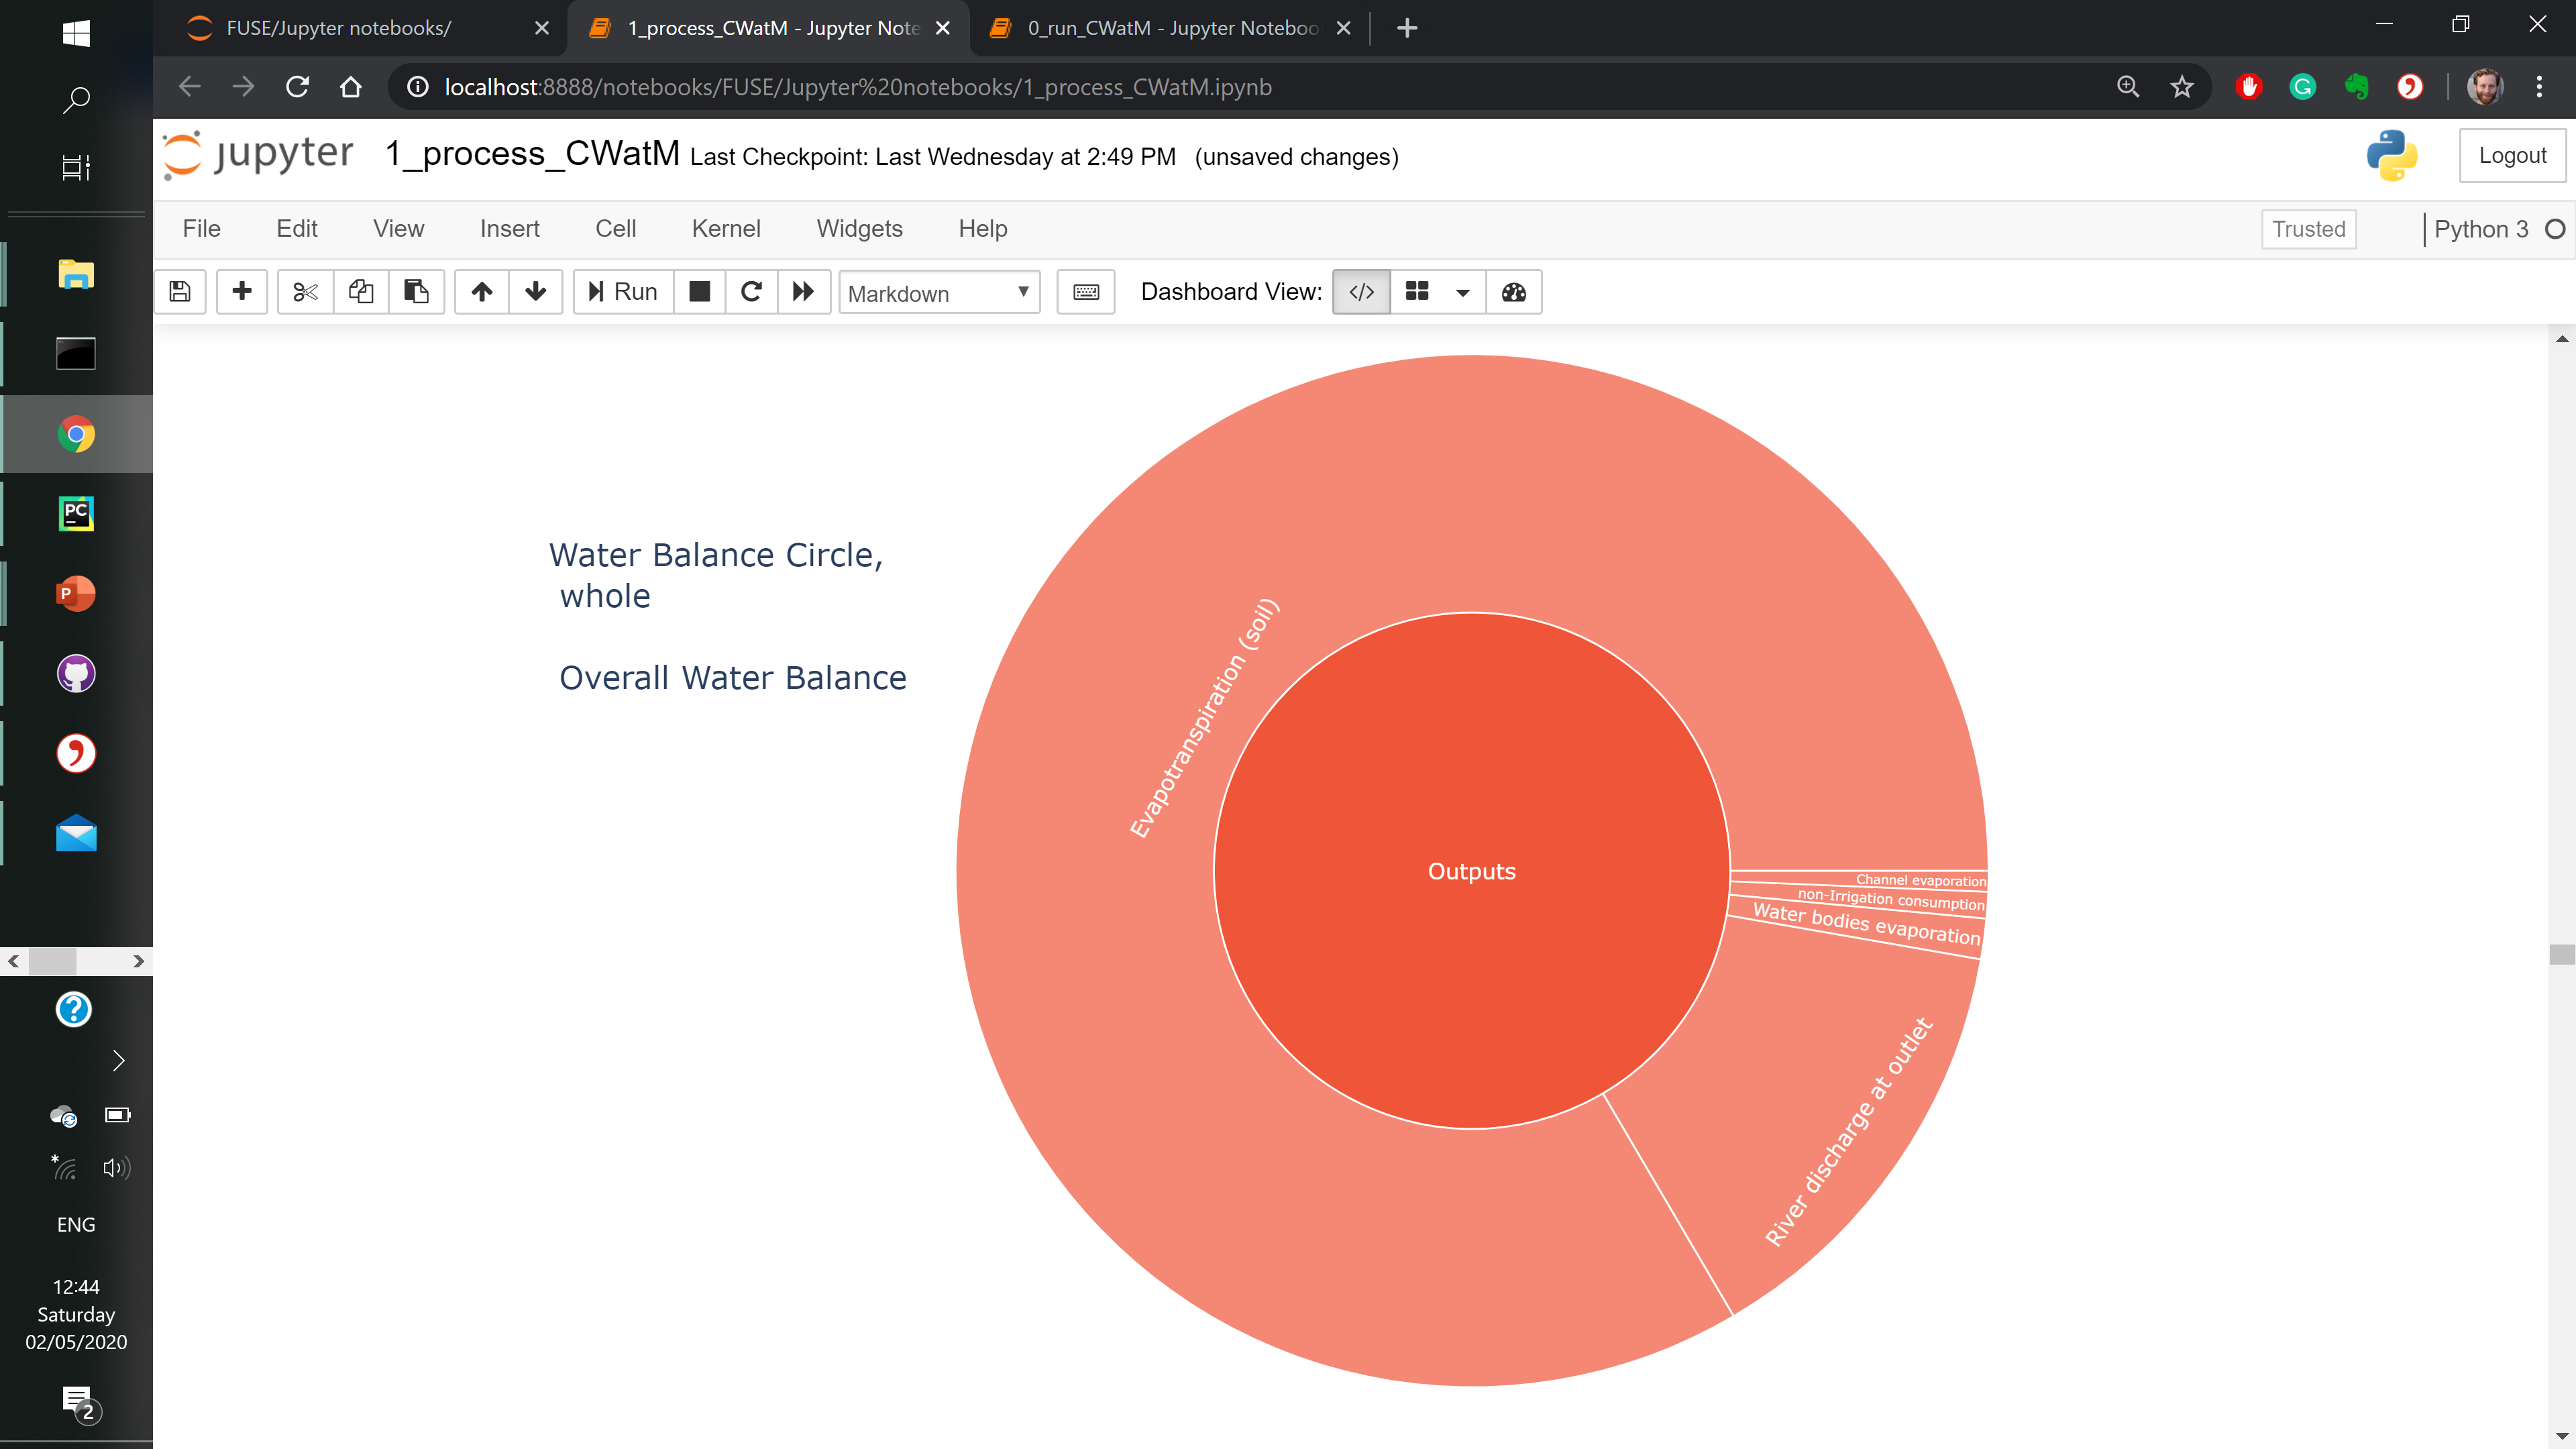 FUSE/Jupyter notebooks/
1_process_CWatM - Jupyter Note
0_run_CWatM - Jupyter Noteboo
localhost:8888/notebooks/FUSE/Jupyter%20notebooks/1_process_CWatM.ipynb
jupyter 1_process_CWatM Last Checkpoint: Last Wednesday at 2:49 PM (unsaved changes)
Logout
File Edit View Insert Cell Kernel Widgets Help
Trusted
Python 3
Run
Markdown
Dashboard View:
PC
P
Water Balance Circle,
whole
Overall Water Balance
Evapotranspiration (soil)
Outputs
Channel evaporation
non-Irrigation consumption
Water bodies evaporation
River discharge at outlet
ENG
12:44
Saturday
02/05/2020
2